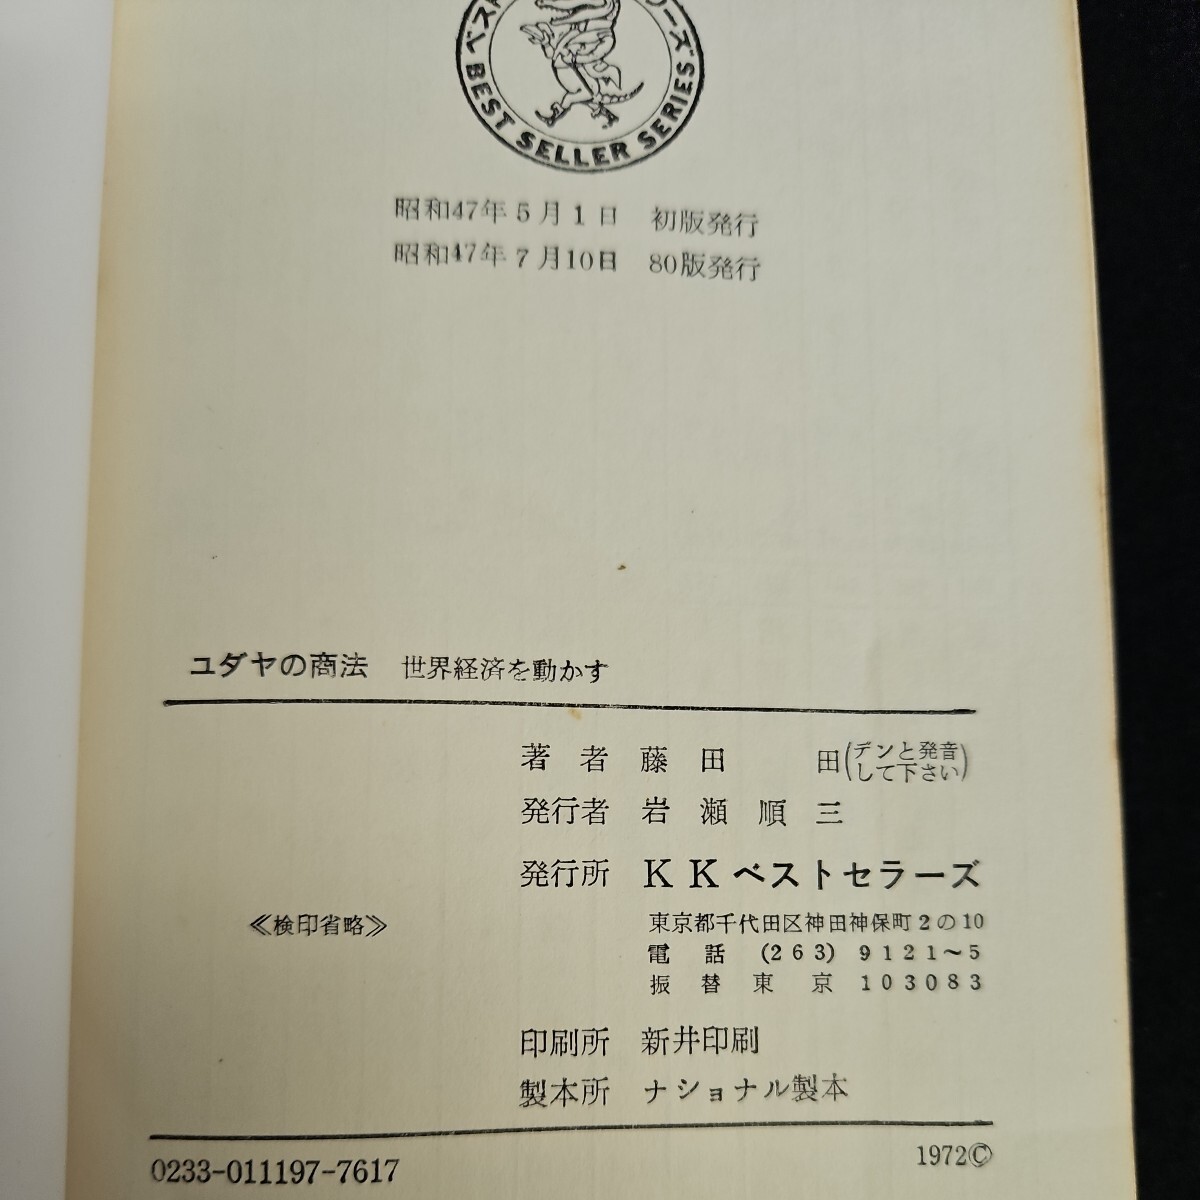 ベスト
リーズ
BEST SELLER SERIES
昭和47年5月1日 初版発行
昭和47年7月10日 80版発行
ユダヤの商法 世界経済を動かす
著者 藤田 田(デンと発音して下さい)
発行者 岩瀬順三
発行所 KKベストセラーズ
≪検印省略≫
東京都千代田区神田神保町2の10
電話 (263) 9121~5
振替東京 103083
印刷所 新井印刷
製本所 ナショナル製本
0233-011197-7617
1972©